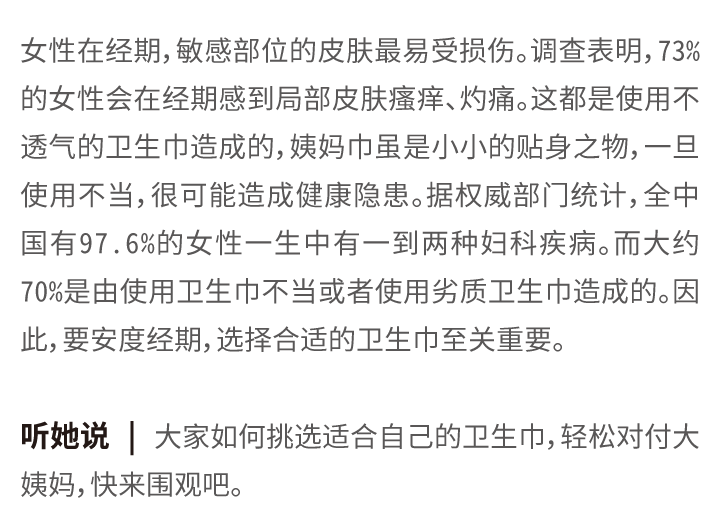 女性在经期，敏感部位的皮肤最易受损伤。调查表明，73%
的女性会在经期感到局部皮肤瘙痒、灼痛。这都是使用不
透气的卫生巾造成的，姨妈巾虽是小小的贴身之物，一旦
使用不当，很可能造成健康隐患。据权威部门统计，全中
国有97.6%的女性一生中有一到两种妇科疾病。而大约
70%是由使用卫生巾不当或者使用劣质卫生巾造成的。因
此，要安度经期，选择合适的卫生巾至关重要。
听她说 | 大家如何挑选适合自己的卫生巾，轻松对付大
姨妈，快来围观吧。